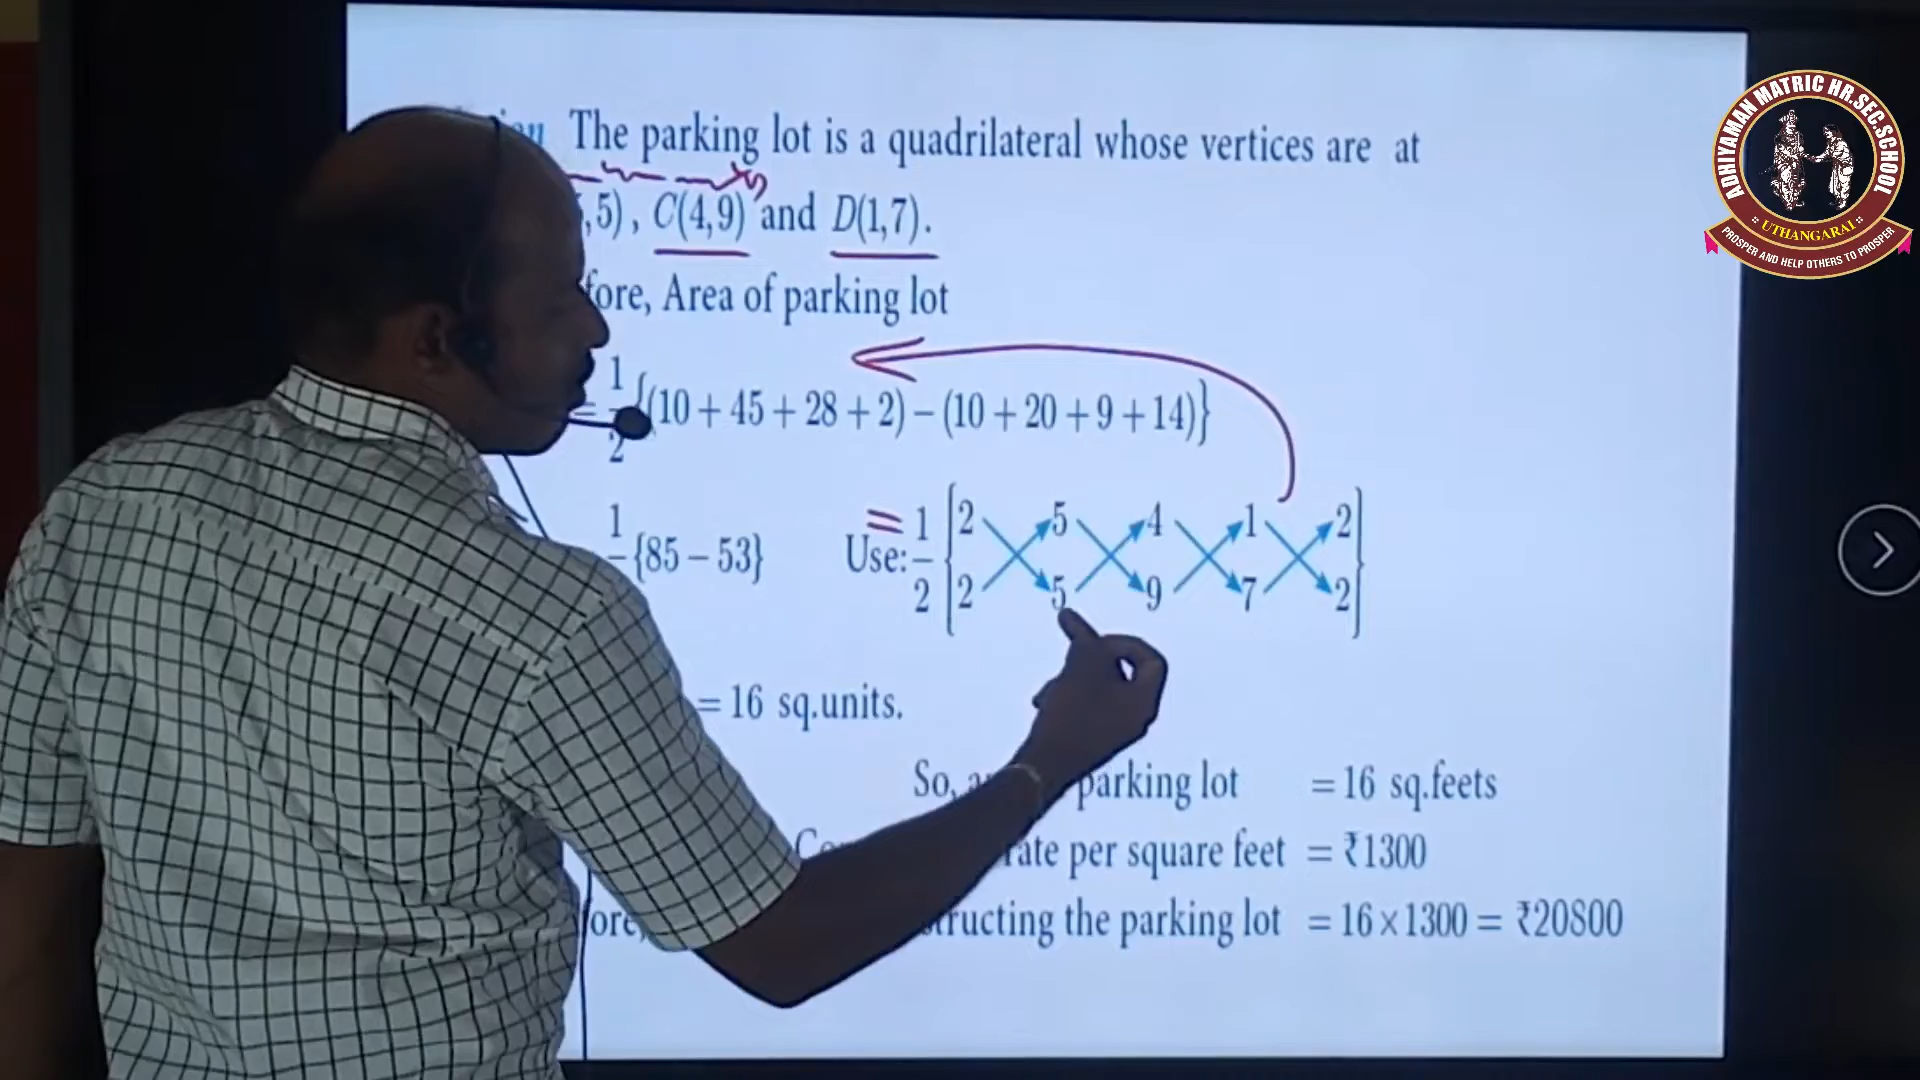 The parking lot is a quadrilateral whose vertices are at
,5) , C(4,9) and D(1,7).
fore, Area of parking lot
= 1/2 {(10 + 45 + 28 + 2) − (10 + 20 + 9 + 14)}
1/2 {85 − 53}
Use: = 1/2 { 2 5 4 1 2
2 5 9 7 2 }
= 16 sq.units.
So, parking lot = 16 sq.feets
rate per square feet = ₹1300
tructing the parking lot = 16 × 1300 = ₹20800
ADHIYAMAN MATRIC HR.SEC.SCHOOL
:: UTHANGARAI ::
PROSPER AND HELP OTHERS TO PROSPER